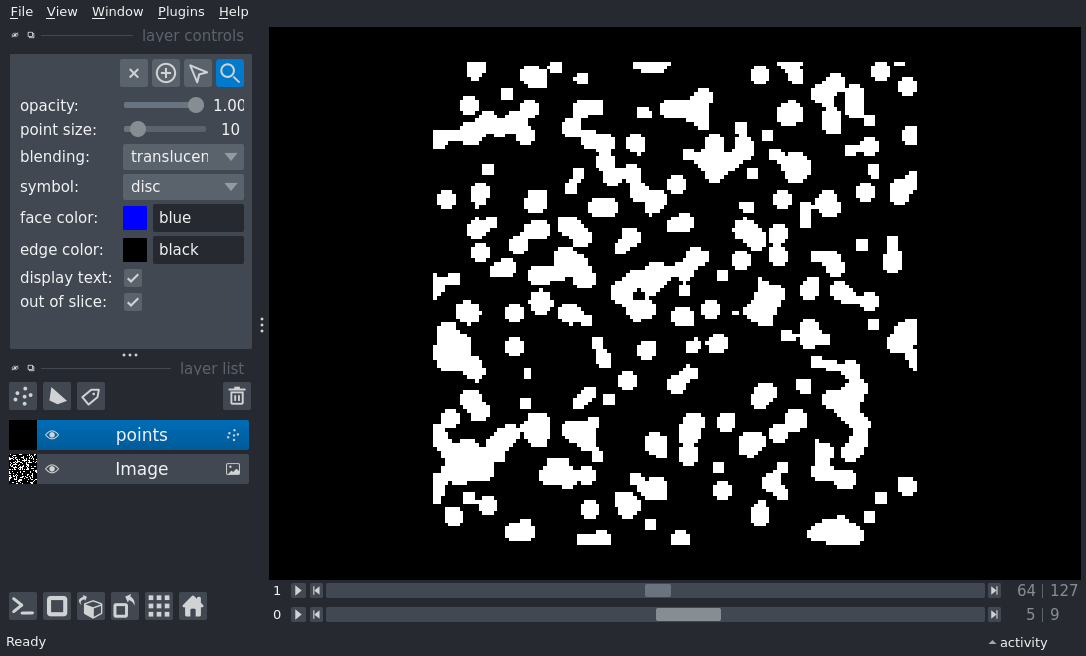 File View Window Plugins Help
layer controls
opacity: 1.00
point size: 10
blending: translucen
symbol: disc
face color: blue
edge color: black
display text:
out of slice:
layer list
points
Image
1 64 | 127
0 5 | 9
Ready activity